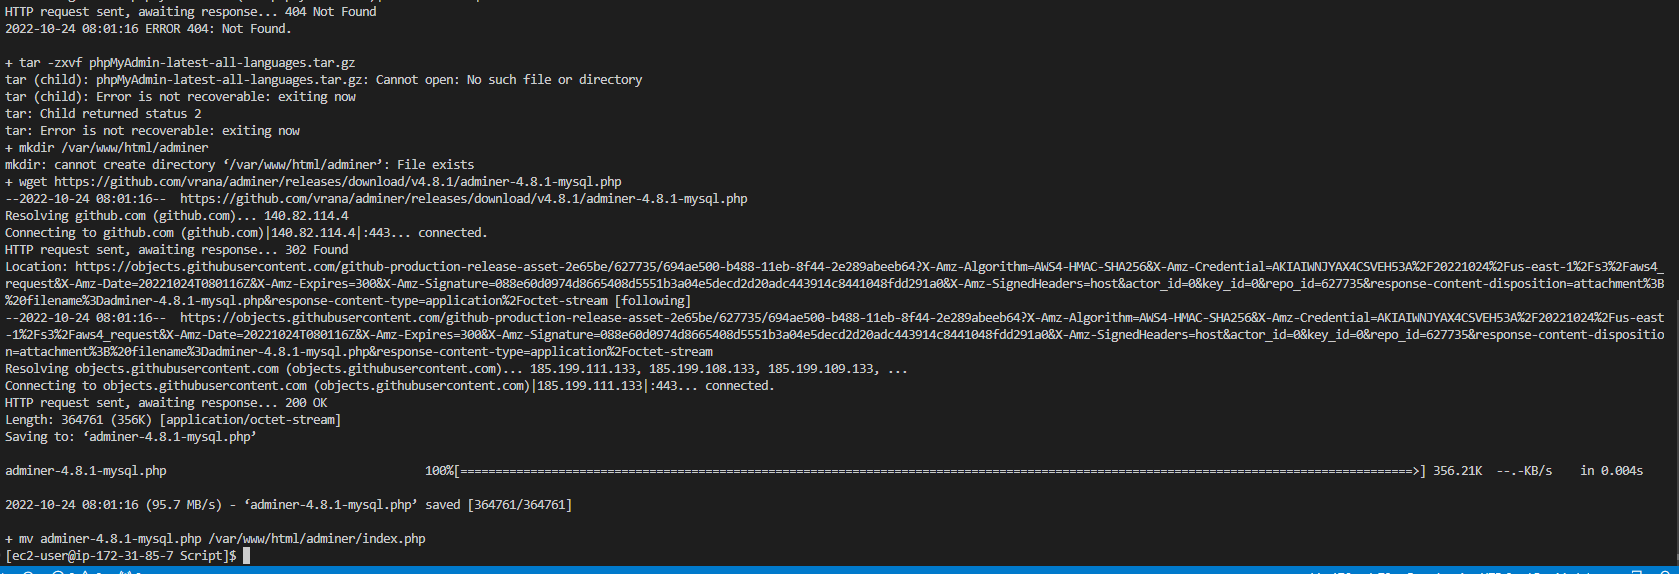 HTTP request sent, awaiting response... 404 Not Found
2022-10-24 08:01:16 ERROR 404: Not Found.
+ tar -zxvf phpMyAdmin-latest-all-languages.tar.gz
tar (child): phpMyAdmin-latest-all-languages.tar.gz: Cannot open: No such file or directory
tar (child): Error is not recoverable: exiting now
tar: Child returned status 2
tar: Error is not recoverable: exiting now
+ mkdir /var/www/html/adminer
mkdir: cannot create directory ‘/var/www/html/adminer’: File exists
+ wget https://github.com/vrana/adminer/releases/download/v4.8.1/adminer-4.8.1-mysql.php
--2022-10-24 08:01:16--  https://github.com/vrana/adminer/releases/download/v4.8.1/adminer-4.8.1-mysql.php
Resolving github.com (github.com)... 140.82.114.4
Connecting to github.com (github.com)|140.82.114.4|:443... connected.
HTTP request sent, awaiting response... 302 Found
Location: https://objects.githubusercontent.com/github-production-release-asset-2e65be/627735/694ae500-b488-11eb-8f44-2e289abeeb64?X-Amz-Algorithm=AWS4-HMAC-SHA256&X-Amz-Credential=AKIAIWNJYAX4CSVEH53A%2F20221024%2Fus-east-1%2Fs3%2Faws4_
request&X-Amz-Date=20221024T080116Z&X-Amz-Expires=300&X-Amz-Signature=088e60d0974d8665408d5551b3a04e5decd2d20adc443914c8441048fdd291a0&X-Amz-SignedHeaders=host&actor_id=0&key_id=0&repo_id=627735&response-content-disposition=attachment%3B
%20filename%3Dadminer-4.8.1-mysql.php&response-content-type=application%2Foctet-stream [following]
--2022-10-24 08:01:16--  https://objects.githubusercontent.com/github-production-release-asset-2e65be/627735/694ae500-b488-11eb-8f44-2e289abeeb64?X-Amz-Algorithm=AWS4-HMAC-SHA256&X-Amz-Credential=AKIAIWNJYAX4CSVEH53A%2F20221024%2Fus-east
-1%2Fs3%2Faws4_request&X-Amz-Date=20221024T080116Z&X-Amz-Expires=300&X-Amz-Signature=088e60d0974d8665408d5551b3a04e5decd2d20adc443914c8441048fdd291a0&X-Amz-SignedHeaders=host&actor_id=0&key_id=0&repo_id=627735&response-content-dispositio
n=attachment%3B%20filename%3Dadminer-4.8.1-mysql.php&response-content-type=application%2Foctet-stream
Resolving objects.githubusercontent.com (objects.githubusercontent.com)... 185.199.111.133, 185.199.108.133, 185.199.109.133, ...
Connecting to objects.githubusercontent.com (objects.githubusercontent.com)|185.199.111.133|:443... connected.
HTTP request sent, awaiting response... 200 OK
Length: 364761 (356K) [application/octet-stream]
Saving to: ‘adminer-4.8.1-mysql.php’
adminer-4.8.1-mysql.php 100%[========================================================================================================================================>] 356.21K --.-KB/s in 0.004s
2022-10-24 08:01:16 (95.7 MB/s) - ‘adminer-4.8.1-mysql.php’ saved [364761/364761]
+ mv adminer-4.8.1-mysql.php /var/www/html/adminer/index.php
[ec2-user@ip-172-31-85-7 Script]$